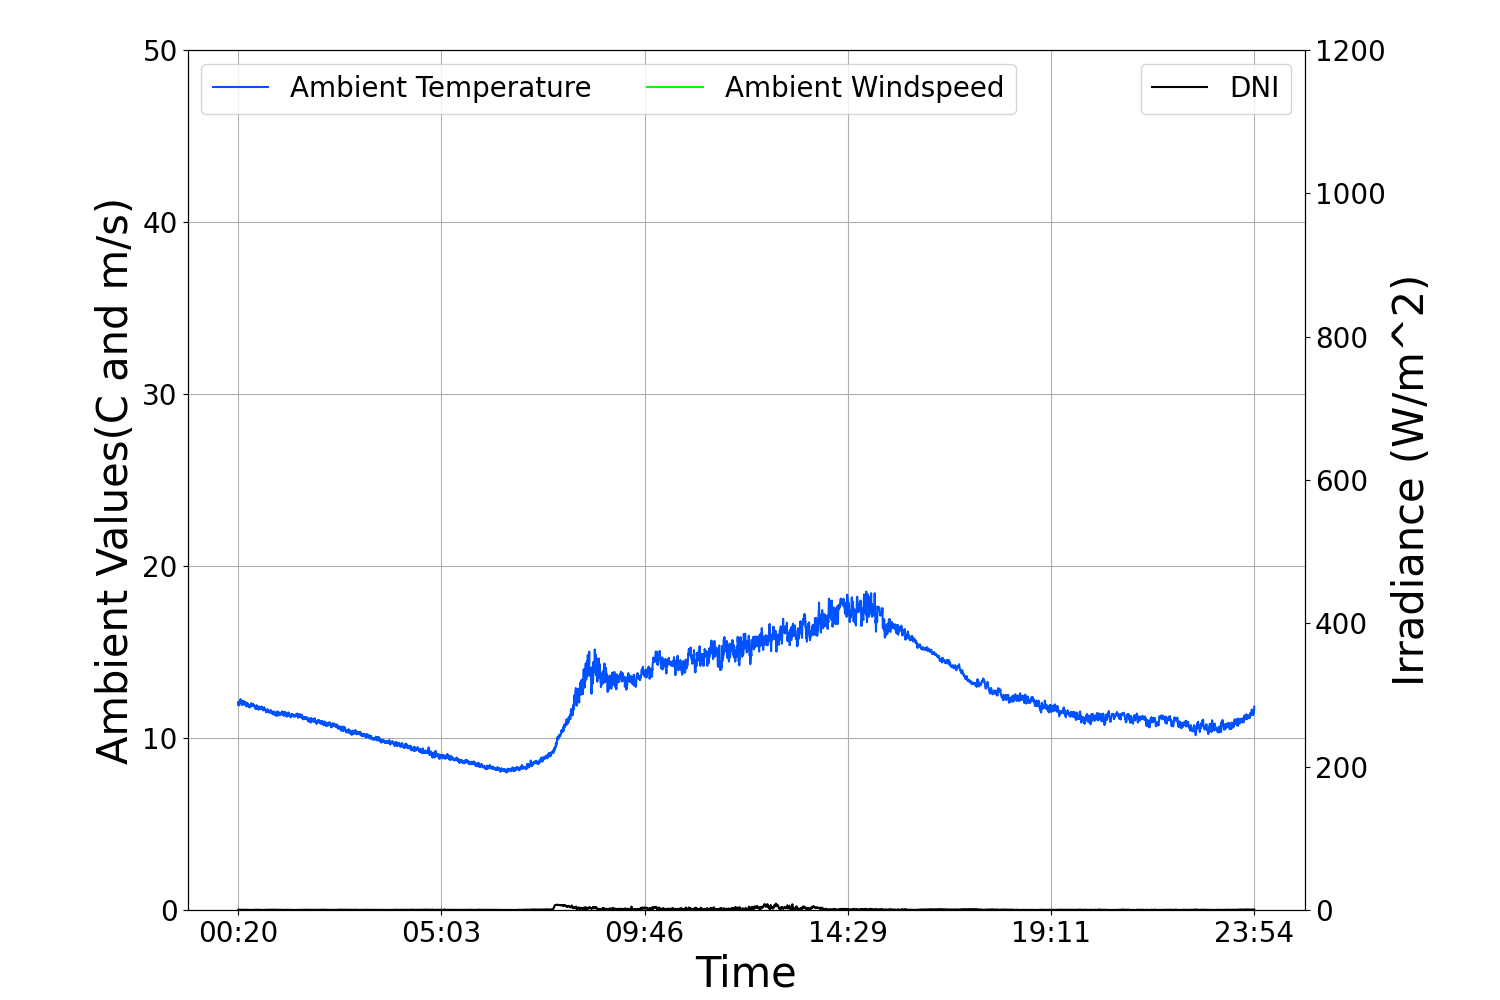 Ambient Temperature Ambient Windspeed DNI
Ambient Values(C and m/s)
50
40
30
20
10
0
1200
1000
800
600
400
200
0
Irradiance (W/m^2)
00:20 05:03 09:46 14:29 19:11 23:54
Time